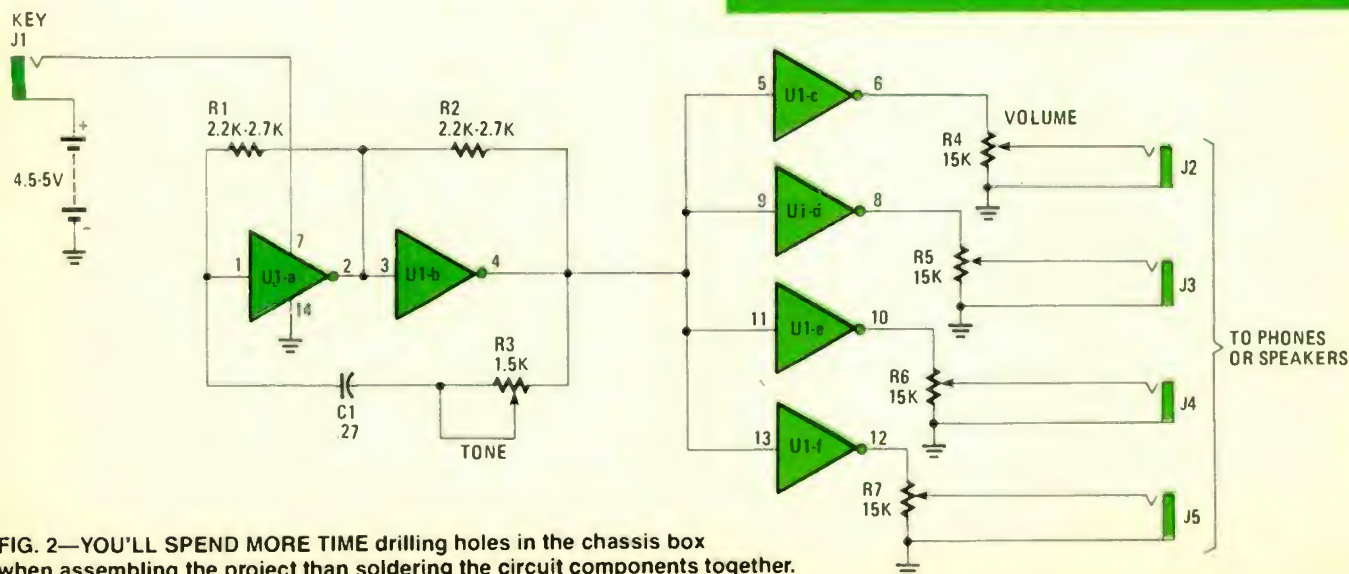 KEY
J1
4.5-5V
+
-
R1
2.2K-2.7K
R2
2.2K-2.7K
1
U1-a
7
14
2
3
U1-b
4
R3
1.5K
C1
.27
TONE
5
U1-c
6
VOLUME
R4
15K
J2
9
U1-d
8
R5
15K
J3
11
U1-e
10
R6
15K
J4
13
U1-f
12
R7
15K
J5
TO PHONES
OR SPEAKERS
FIG. 2—YOU'LL SPEND MORE TIME drilling holes in the chassis box
when assembling the project than soldering the circuit components together.